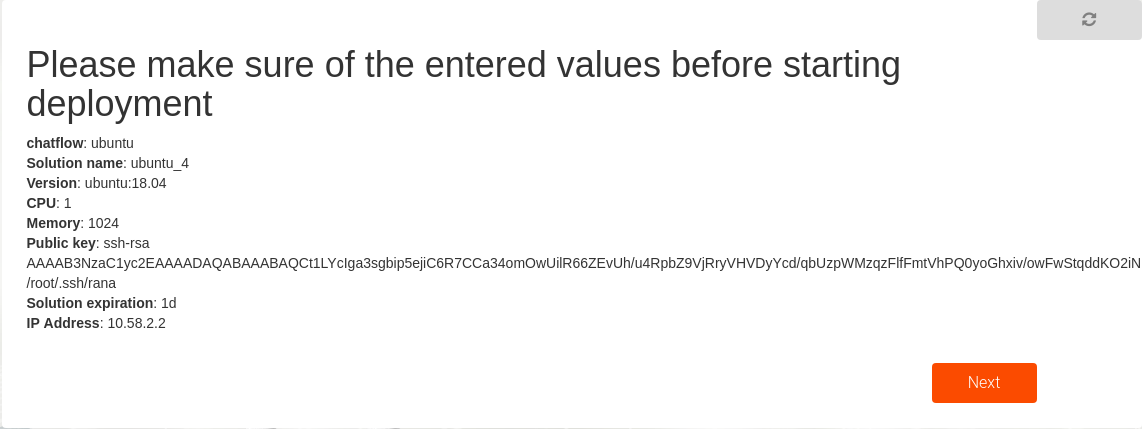 Please make sure of the entered values before starting
deployment
chatflow: ubuntu
Solution name: ubuntu_4
Version: ubuntu:18.04
CPU: 1
Memory: 1024
Public key: ssh-rsa
AAAAB3NzaC1yc2EAAAADAQABAAABAQCt1LYcIga3sgbip5ejiC6R7CCa34omOwUilR66ZEvUh/u4RpbZ9VjRryVHVDyYcd/qbUzpWMzqzFlfFmtVhPQ0yoGhxiv/owFwStqddKO2iN
/root/.ssh/rana
Solution expiration: 1d
IP Address: 10.58.2.2
Next